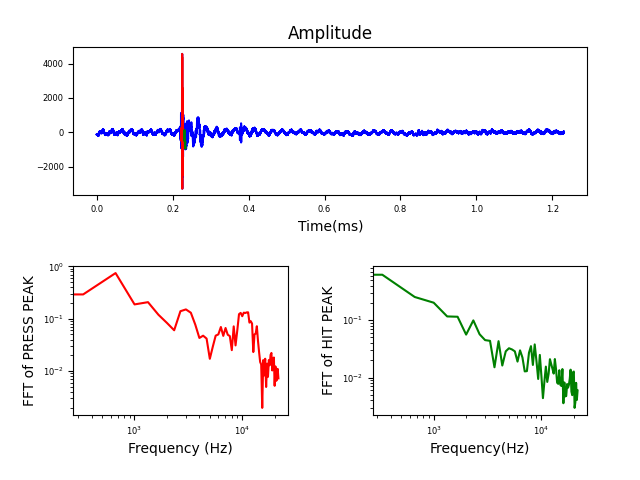 Amplitude
4000
2000
0
−2000
0.0 0.2 0.4 0.6 0.8 1.0 1.2
Time(ms)
FFT of PRESS PEAK
10⁰
10⁻¹
10⁻²
10³ 10⁴
Frequency (Hz)
FFT of HIT PEAK
10⁻¹
10⁻²
10³ 10⁴
Frequency(Hz)